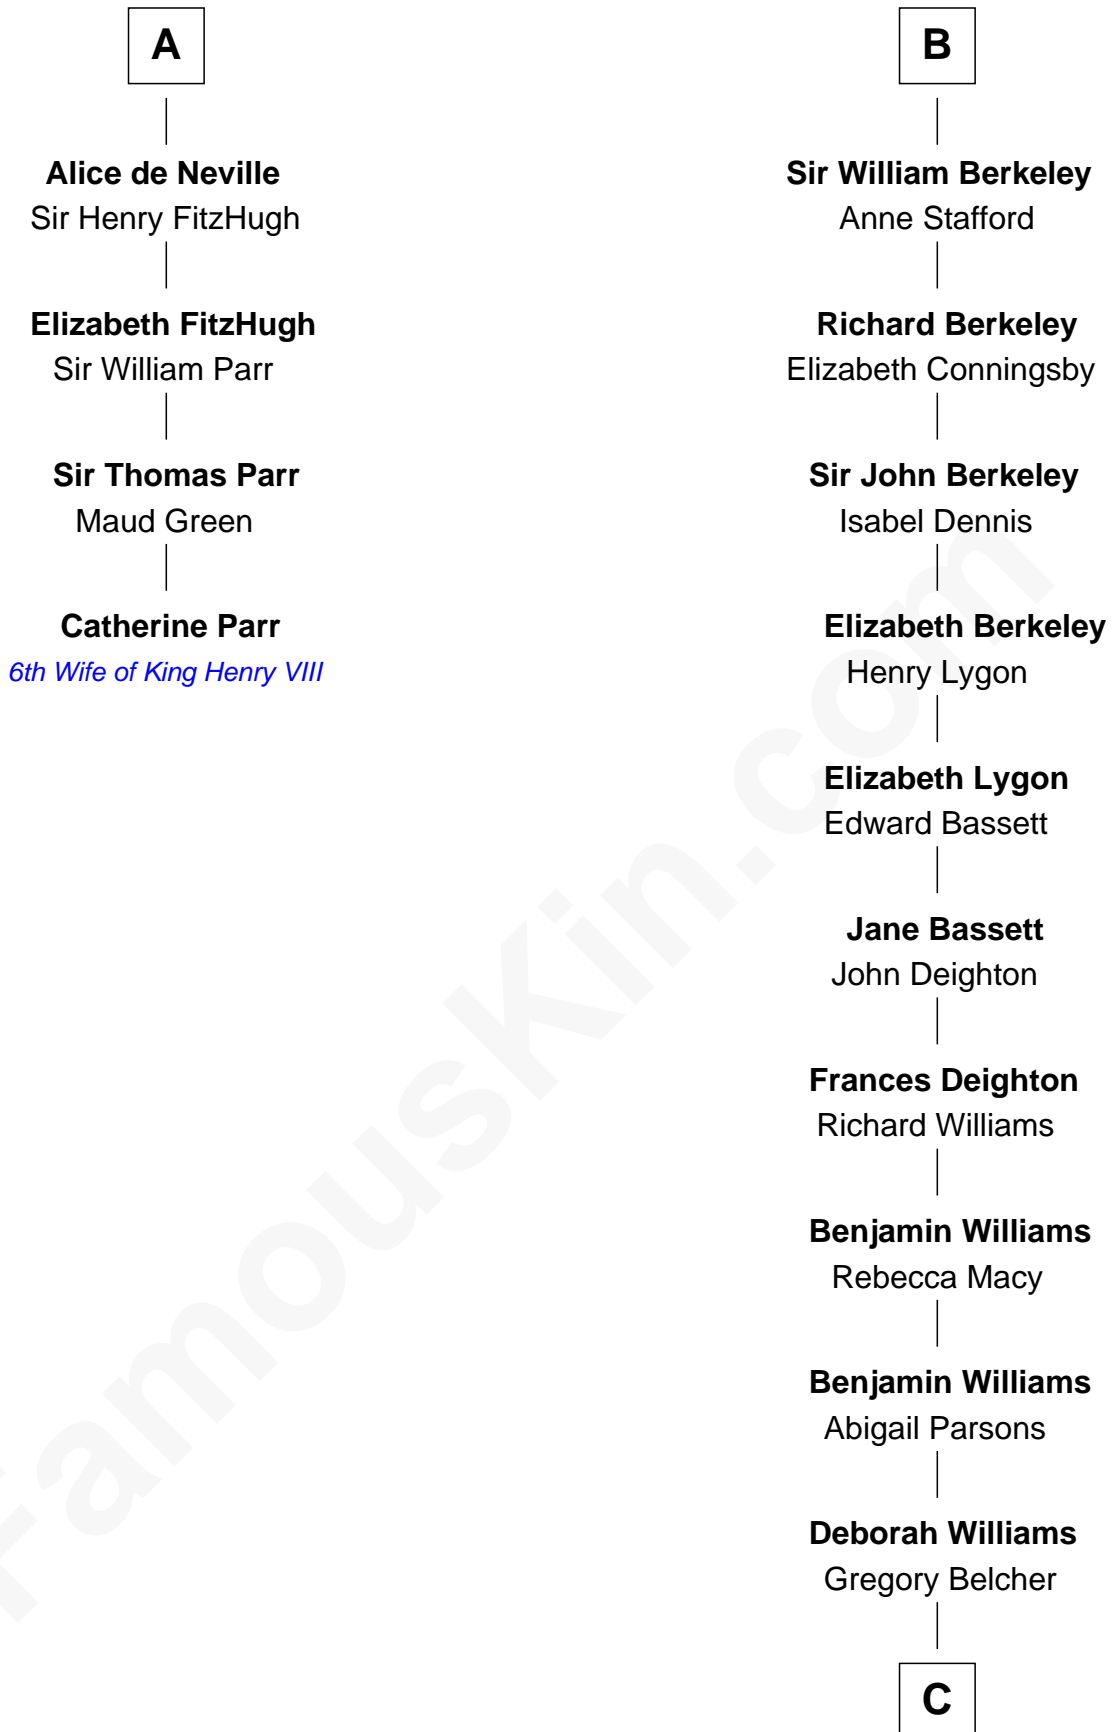 A
Alice de Neville
Sir Henry FitzHugh
Elizabeth FitzHugh
Sir William Parr
Sir Thomas Parr
Maud Green
Catherine Parr
6th Wife of King Henry VIII
B
Sir William Berkeley
Anne Stafford
Richard Berkeley
Elizabeth Conningsby
Sir John Berkeley
Isabel Dennis
Elizabeth Berkeley
Henry Lygon
Elizabeth Lygon
Edward Bassett
Jane Bassett
John Deighton
Frances Deighton
Richard Williams
Benjamin Williams
Rebecca Macy
Benjamin Williams
Abigail Parsons
Deborah Williams
Gregory Belcher
C
FamousKin.com